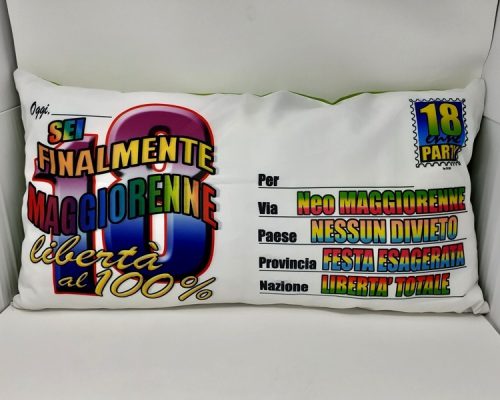 Oggi,
SEI
FINALMENTE
18
MAGGIORENNE
libertà
al 100%
18
anni
PARTY
Per
Via Neo MAGGIORENNE
Paese NESSUN DIVIETO
Provincia FESTA ESAGERATA
Nazione LIBERTA' TOTALE